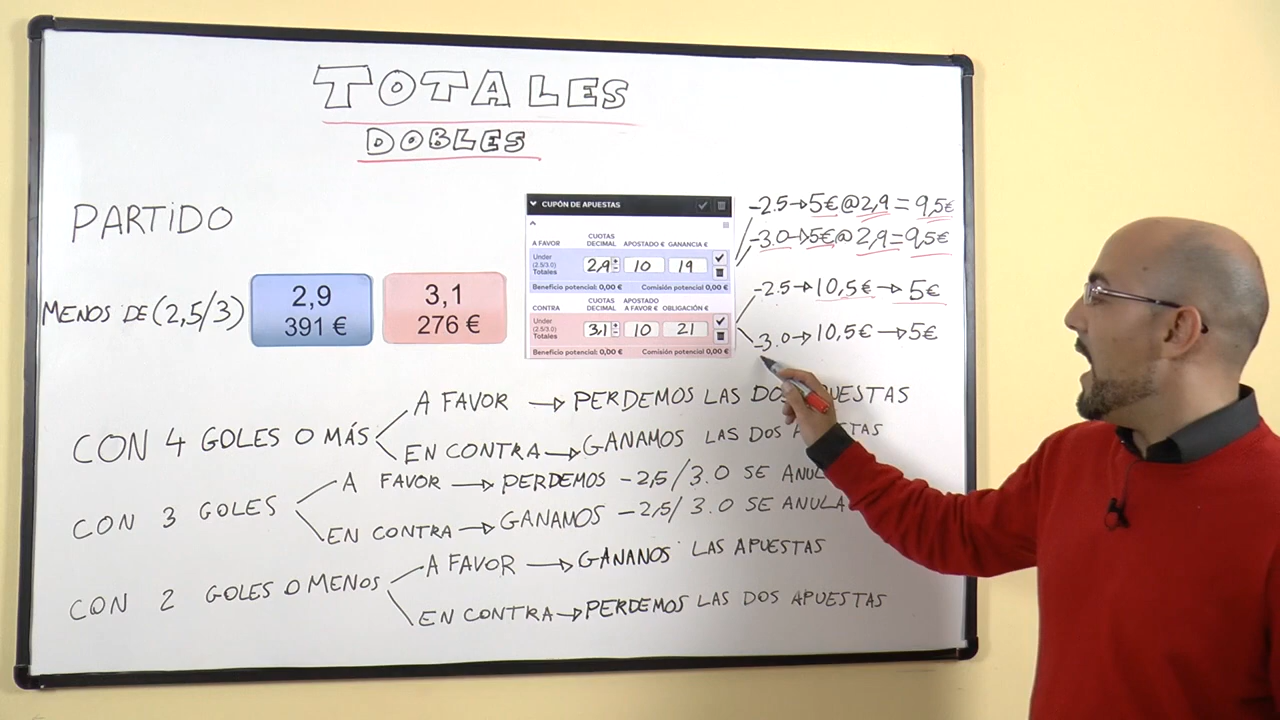 TOTALES
DOBLES
PARTIDO
MENOS DE (2,5/3)
2,9
391 €
3,1
276 €
CUPÓN DE APUESTAS
A FAVOR CUOTAS DECIMAL APOSTADO € GANANCIA €
Under (2.5/3.0) Totales 2,9 10 19
Beneficio potencial: 0,00 € Comisión potencial 0,00 €
CONTRA CUOTAS DECIMAL APOSTADO A FAVOR € OBLIGACIÓN €
Under (2.5/3.0) Totales 3,1 10 21
Beneficio potencial: 0,00 € Comisión potencial 0,00 €
-2.5→5€@2,9=9,5€
-3.0→5€@2,9=9,5€
-2.5→10,5€→5€
-3.0→10,5€→5€
CON 4 GOLES O MÁS
A FAVOR → PERDEMOS LAS DOS
EN CONTRA → GANAMOS LAS DOS
CON 3 GOLES
A FAVOR → PERDEMOS -2,5/3.0 SE
EN CONTRA → GANAMOS -2,5/3.0 SE
CON 2 GOLES O MENOS
A FAVOR → GANANOS LAS APUESTAS
EN CONTRA → PERDEMOS LAS DOS APUESTAS